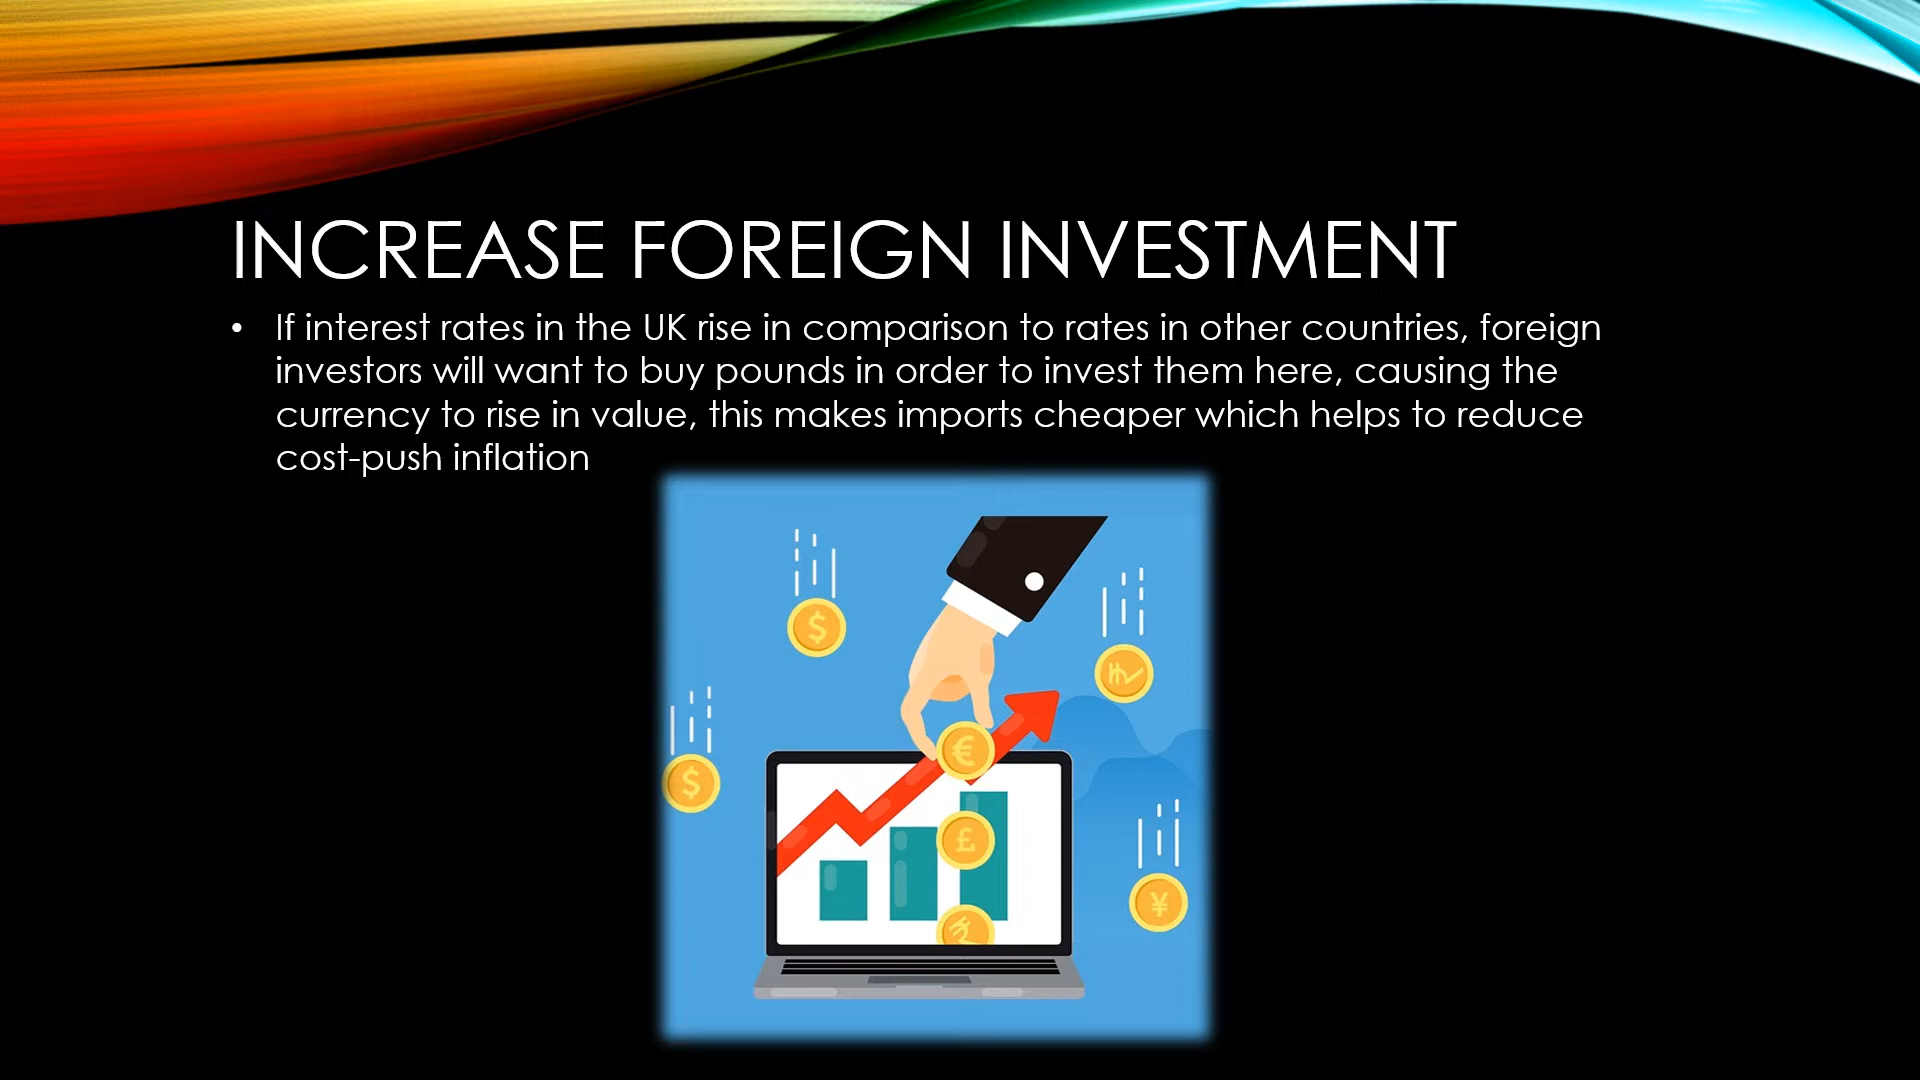 INCREASE FOREIGN INVESTMENT
• If interest rates in the UK rise in comparison to rates in other countries, foreign
investors will want to buy pounds in order to invest them here, causing the
currency to rise in value, this makes imports cheaper which helps to reduce
cost-push inflation
$
$
€
£
₹
¥